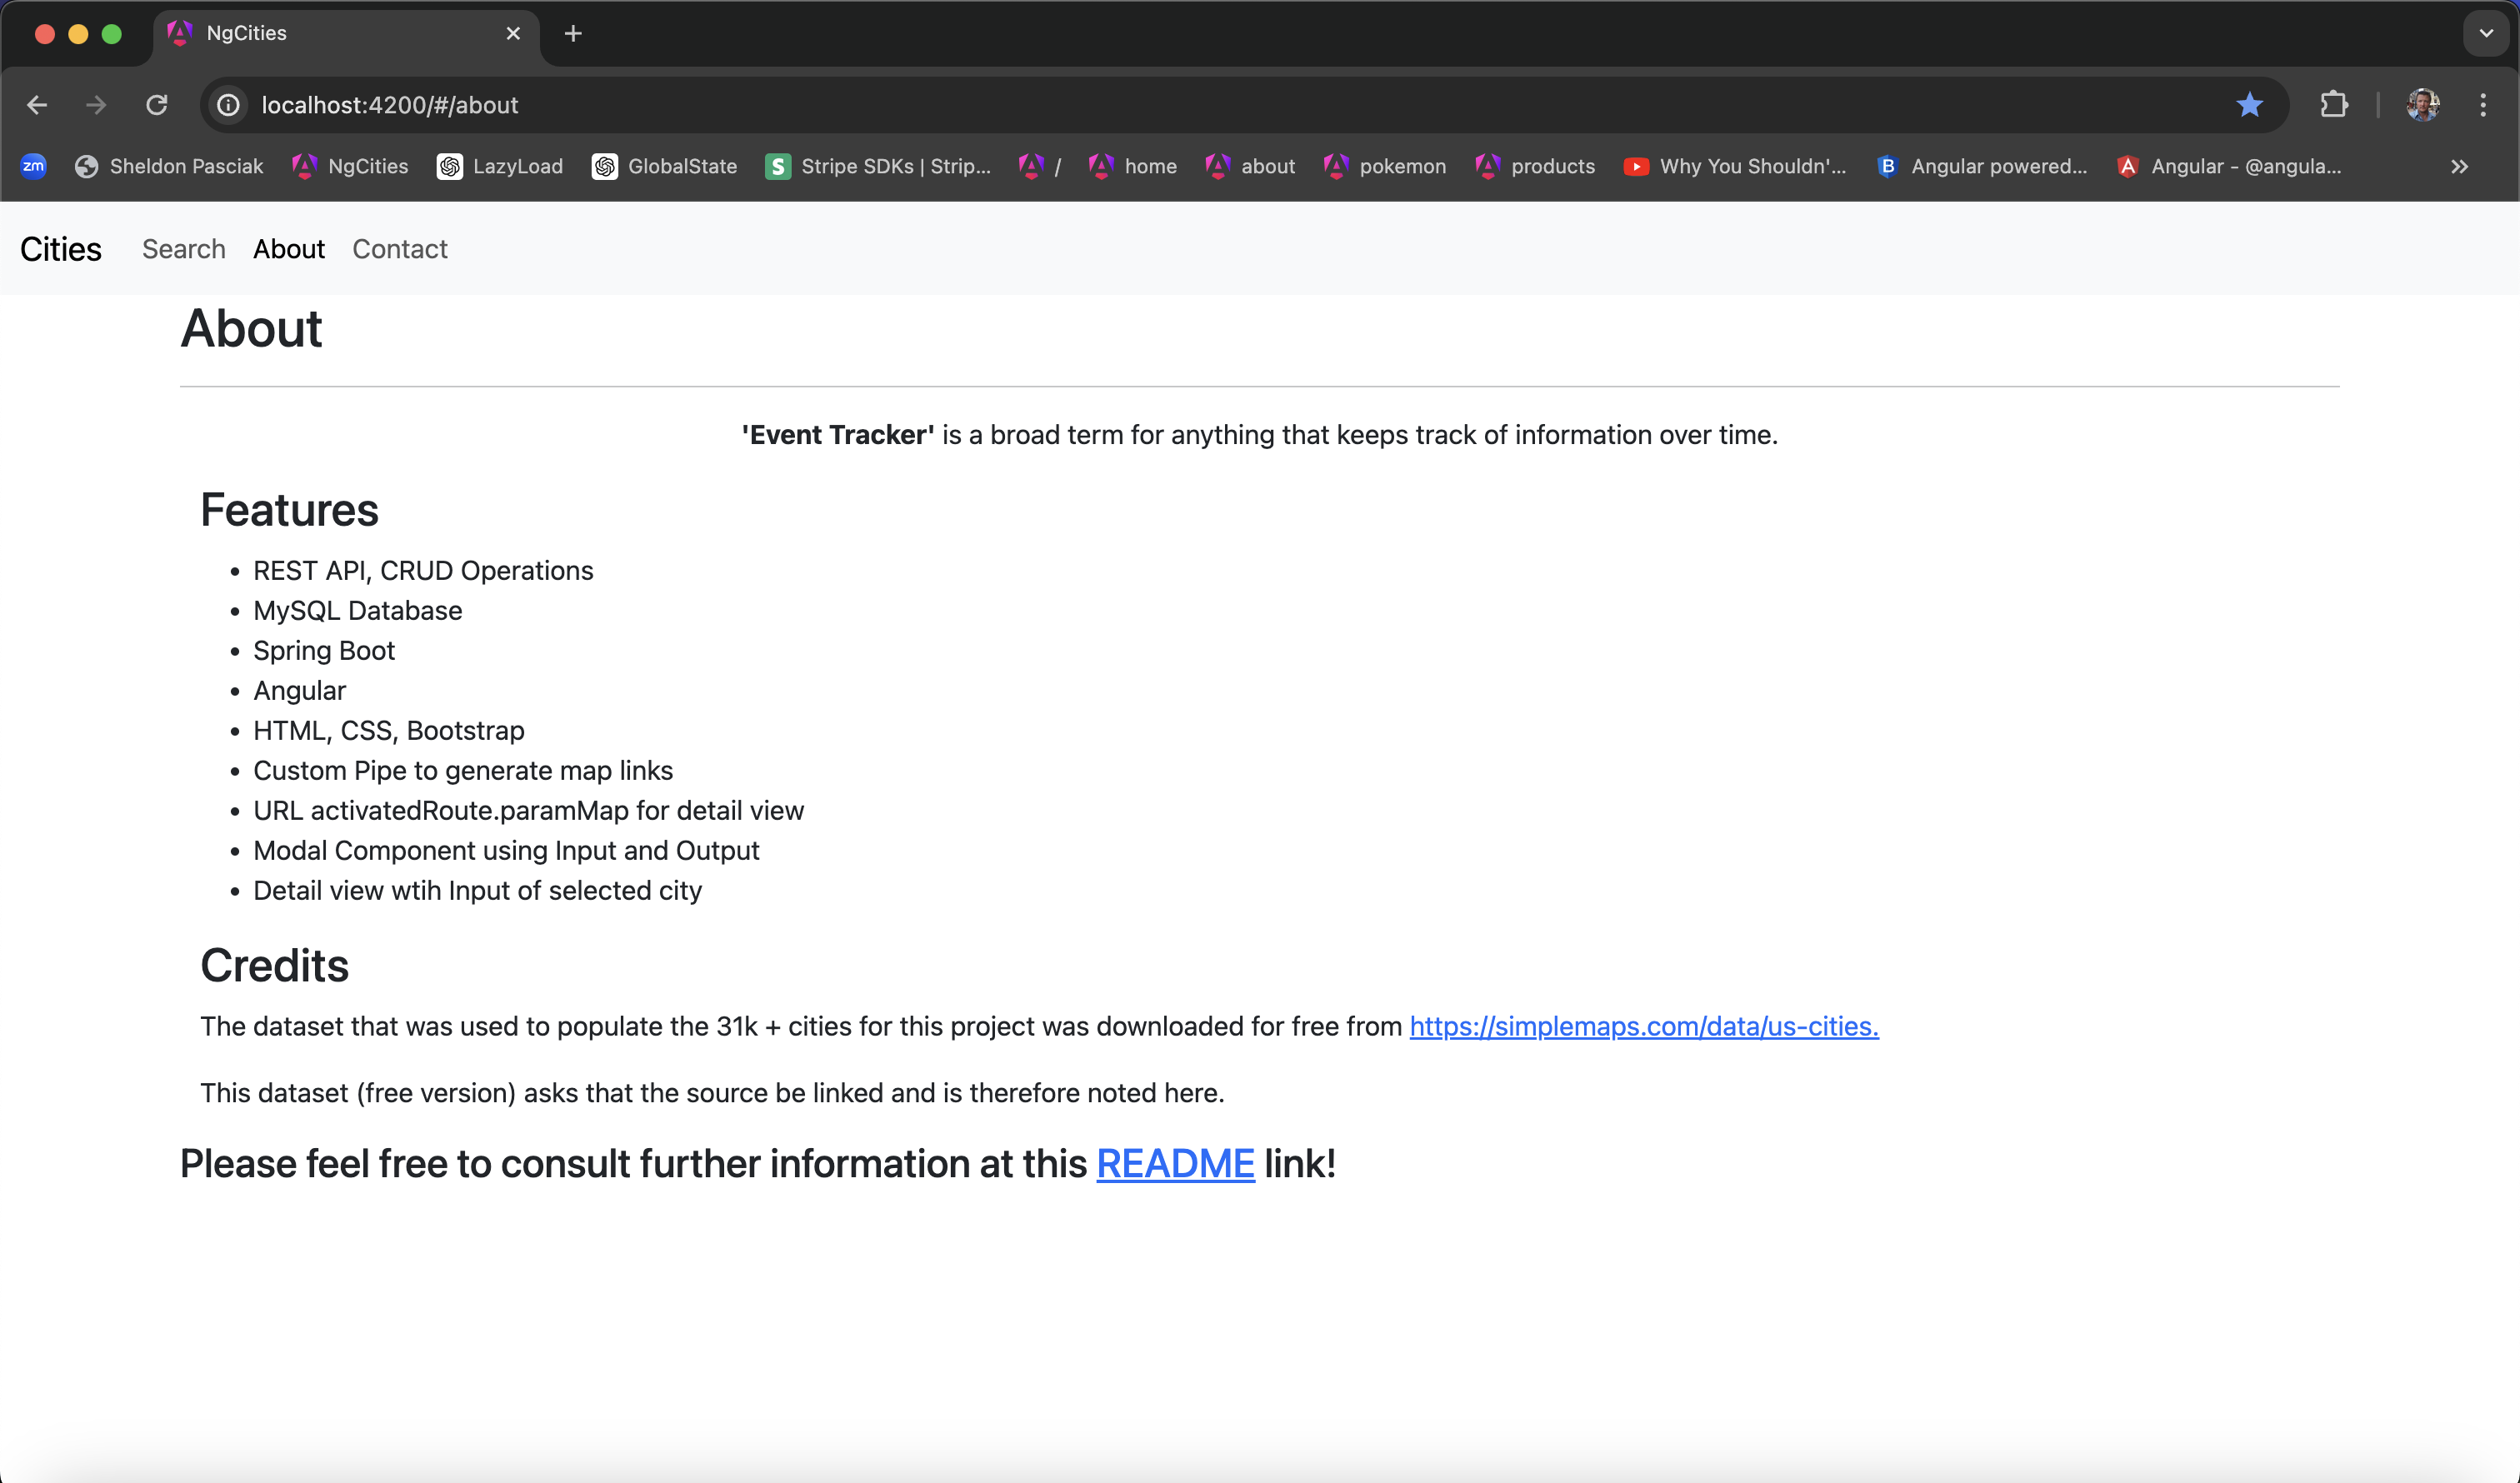 NgCities
localhost:4200/#/about
zm Sheldon Pasciak NgCities LazyLoad GlobalState S Stripe SDKs | Strip... / home about pokemon products Why You Shouldn'... B Angular powered... A Angular - @angula...
Cities Search About Contact
About
'Event Tracker' is a broad term for anything that keeps track of information over time.
Features
• REST API, CRUD Operations
• MySQL Database
• Spring Boot
• Angular
• HTML, CSS, Bootstrap
• Custom Pipe to generate map links
• URL activatedRoute.paramMap for detail view
• Modal Component using Input and Output
• Detail view wtih Input of selected city
Credits
The dataset that was used to populate the 31k + cities for this project was downloaded for free from https://simplemaps.com/data/us-cities.
This dataset (free version) asks that the source be linked and is therefore noted here.
Please feel free to consult further information at this README link!